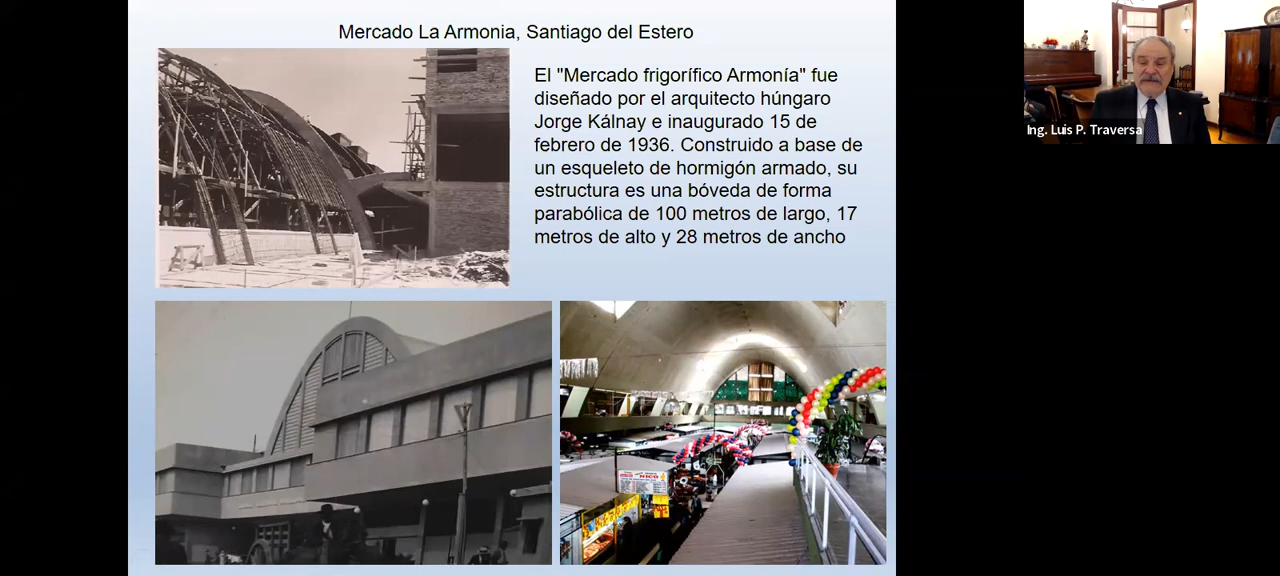 Mercado La Armonia, Santiago del Estero
El "Mercado frigorífico Armonía" fue
diseñado por el arquitecto húngaro
Jorge Kálnay e inaugurado 15 de
febrero de 1936. Construido a base de
un esqueleto de hormigón armado, su
estructura es una bóveda de forma
parabólica de 100 metros de largo, 17
metros de alto y 28 metros de ancho
Ing. Luis P. Traversa
NICO